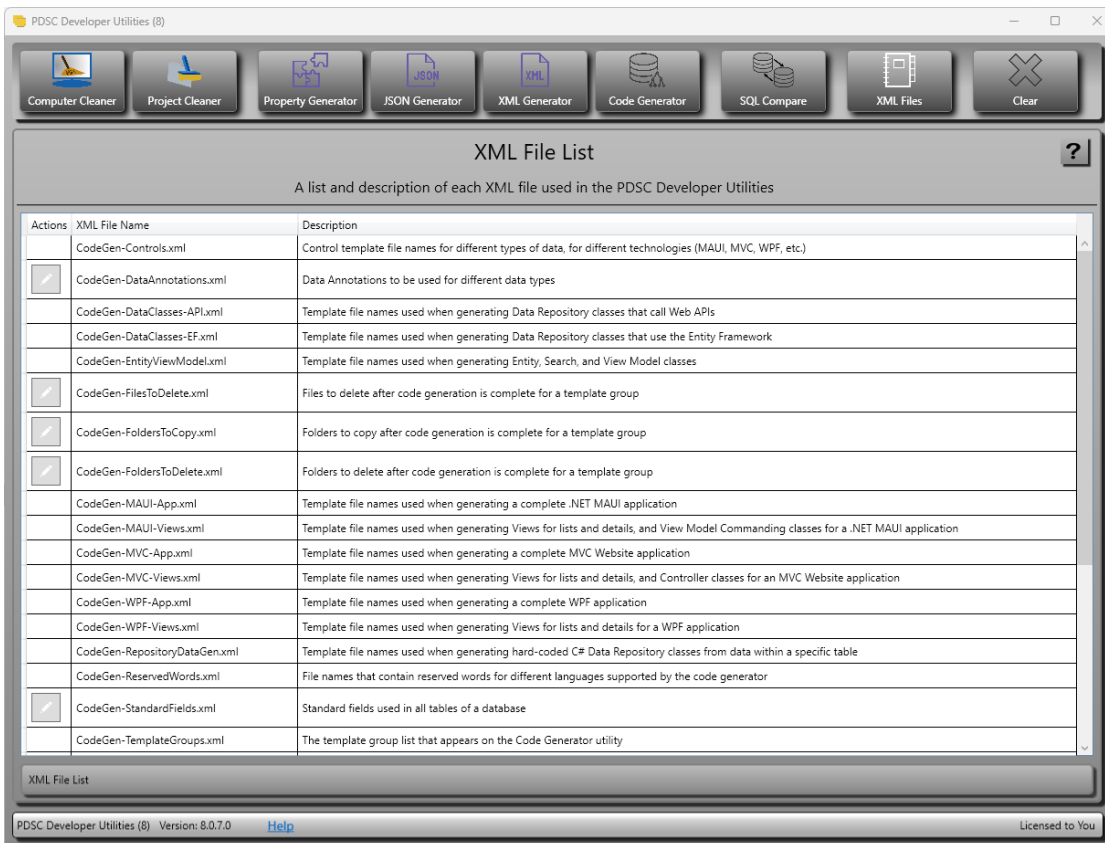 PDSC Developer Utilities (8)
Computer Cleaner Project Cleaner Property Generator JSON JSON Generator XML XML Generator Code Generator SQL Compare XML Files Clear
XML File List ?
A list and description of each XML file used in the PDSC Developer Utilities
Actions XML File Name Description
CodeGen-Controls.xml Control template file names for different types of data, for different technologies (MAUI, MVC, WPF, etc.)
CodeGen-DataAnnotations.xml Data Annotations to be used for different data types
CodeGen-DataClasses-API.xml Template file names used when generating Data Repository classes that call Web APIs
CodeGen-DataClasses-EF.xml Template file names used when generating Data Repository classes that use the Entity Framework
CodeGen-EntityViewModel.xml Template file names used when generating Entity, Search, and View Model classes
CodeGen-FilesToDelete.xml Files to delete after code generation is complete for a template group
CodeGen-FoldersToCopy.xml Folders to copy after code generation is complete for a template group
CodeGen-FoldersToDelete.xml Folders to delete after code generation is complete for a template group
CodeGen-MAUI-App.xml Template file names used when generating a complete .NET MAUI application
CodeGen-MAUI-Views.xml Template file names used when generating Views for lists and details, and View Model Commanding classes for a .NET MAUI application
CodeGen-MVC-App.xml Template file names used when generating a complete MVC Website application
CodeGen-MVC-Views.xml Template file names used when generating Views for lists and details, and Controller classes for an MVC Website application
CodeGen-WPF-App.xml Template file names used when generating a complete WPF application
CodeGen-WPF-Views.xml Template file names used when generating Views for lists and details for a WPF application
CodeGen-RepositoryDataGen.xml Template file names used when generating hard-coded C# Data Repository classes from data within a specific table
CodeGen-ReservedWords.xml File names that contain reserved words for different languages supported by the code generator
CodeGen-StandardFields.xml Standard fields used in all tables of a database
CodeGen-TemplateGroups.xml The template group list that appears on the Code Generator utility
XML File List
PDSC Developer Utilities (8) Version: 8.0.7.0 Help Licensed to You